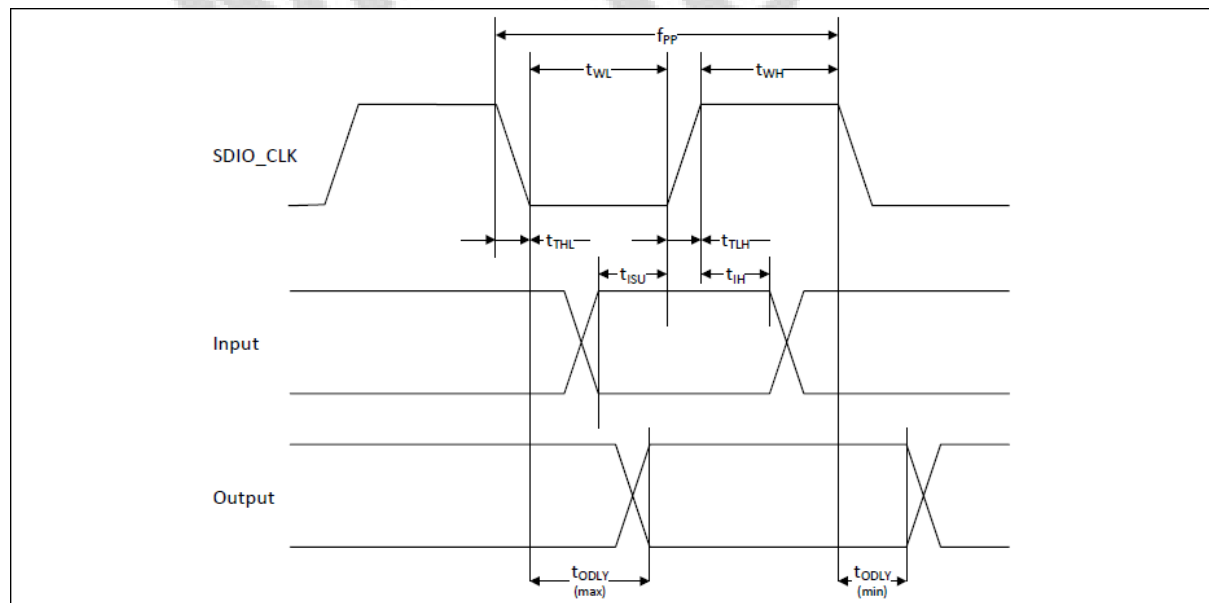 fPP
tWL
tWH
SDIO_CLK
tTHL
tTLH
tISU
tIH
Input
Output
tODLY
(max)
tODLY
(min)